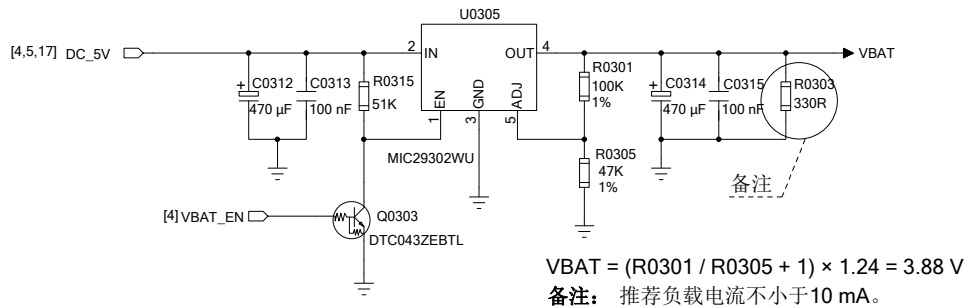 U0305
[4,5,17] DC_5V
2
IN
OUT
4
VBAT
C0312
470 µF
C0313
100 nF
R0315
51K
EN
GND
ADJ
1
3
5
MIC29302WU
R0301
100K
1%
C0314
470 µF
C0315
100 nF
R0303
330R
R0305
47K
1%
备注
[4] VBAT_EN
Q0303
DTC043ZEBTL
VBAT = (R0301 / R0305 + 1) × 1.24 = 3.88 V
备注： 推荐负载电流不小于10 mA。